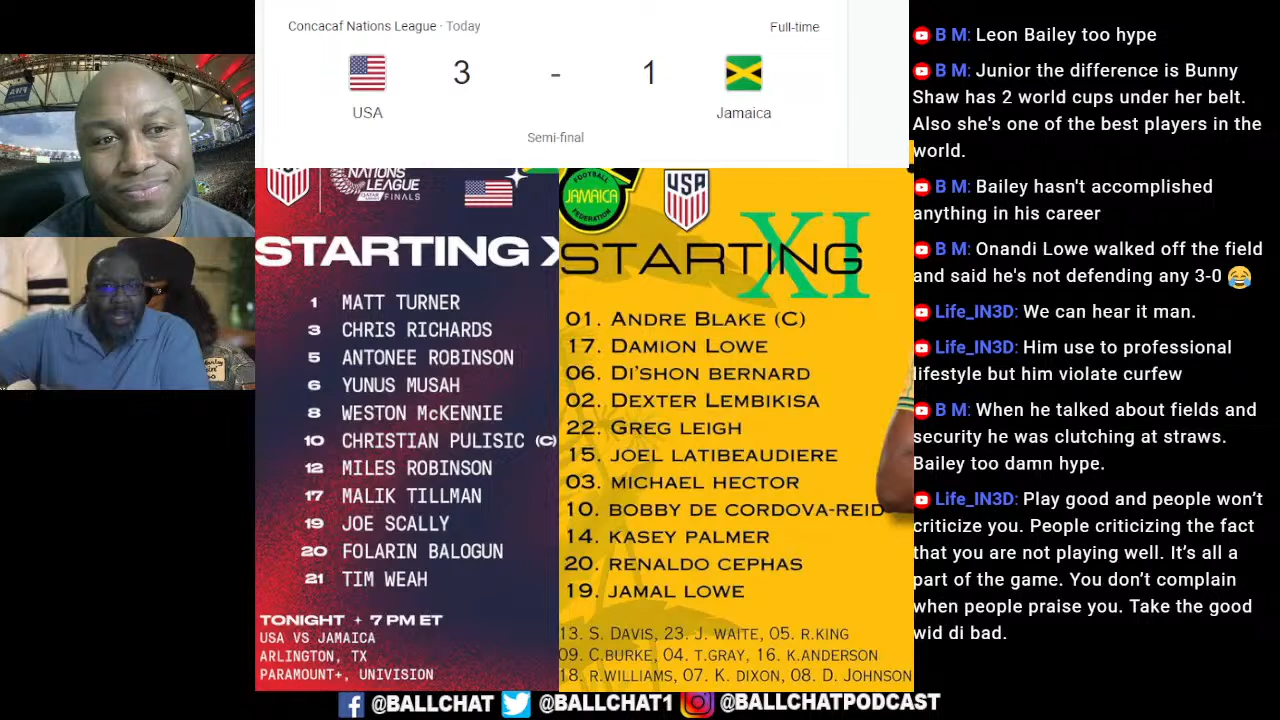 Concacaf Nations League · Today
Full-time
3 - 1
USA
Jamaica
Semi-final
NATIONS
LEAGUE
FINALS
STARTING X
1 MATT TURNER
3 CHRIS RICHARDS
5 ANTONEE ROBINSON
6 YUNUS MUSAH
8 WESTON McKENNIE
10 CHRISTIAN PULISIC (C)
12 MILES ROBINSON
17 MALIK TILLMAN
19 JOE SCALLY
20 FOLARIN BALOGUN
21 TIM WEAH
TONIGHT + 7 PM ET
USA VS JAMAICA
ARLINGTON, TX
PARAMOUNT+, UNIVISION
FOOTBALL
JAMAICA
FEDERATION
USA
STARTING XI
01. ANDRE BLAKE (C)
17. DAMION LOWE
06. DI'SHON BERNARD
02. DEXTER LEMBIKISA
22. GREG LEIGH
15. JOEL LATIBEAUDIERE
03. MICHAEL HECTOR
10. BOBBY DE CORDOVA-REID
14. KASEY PALMER
20. RENALDO CEPHAS
19. JAMAL LOWE
13. S. DAVIS, 23. J. WAITE, 05. R.KING
09. C.BURKE, 04. T.GRAY, 16. K.ANDERSON
18. R.WILLIAMS, 07. K. DIXON, 08. D. JOHNSON
B M: Leon Bailey too hype
B M: Junior the difference is Bunny
Shaw has 2 world cups under her belt.
Also she's one of the best players in the
world.
B M: Bailey hasn't accomplished
anything in his career
B M: Onandi Lowe walked off the field
and said he's not defending any 3-0 😂
Life_IN3D: We can hear it man.
Life_IN3D: Him use to professional
lifestyle but him violate curfew
B M: When he talked about fields and
security he was clutching at straws.
Bailey too damn hype.
Life_IN3D: Play good and people won't
criticize you. People criticizing the fact
that you are not playing well. It's all a
part of the game. You don't complain
when people praise you. Take the good
wid di bad.
@BALLCHAT @BALLCHAT1 @BALLCHATPODCAST